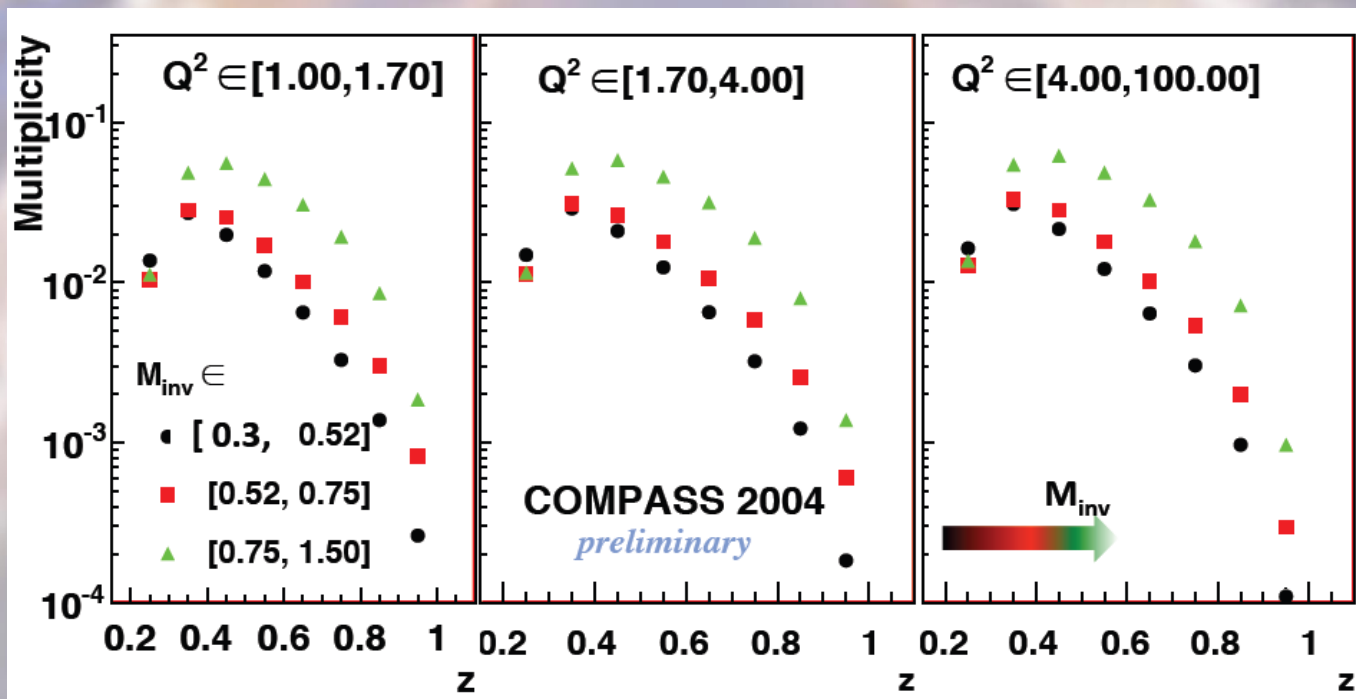 Multiplicity
10⁻¹
10⁻²
10⁻³
10⁻⁴
Q² ∈[1.00,1.70]
M_inv ∈
[ 0.3, 0.52]
[0.52, 0.75]
[0.75, 1.50]
0.2 0.4 0.6 0.8 1
z
Q² ∈[1.70,4.00]
COMPASS 2004
preliminary
0.2 0.4 0.6 0.8 1
z
Q² ∈[4.00,100.00]
M_inv
0.2 0.4 0.6 0.8 1
z